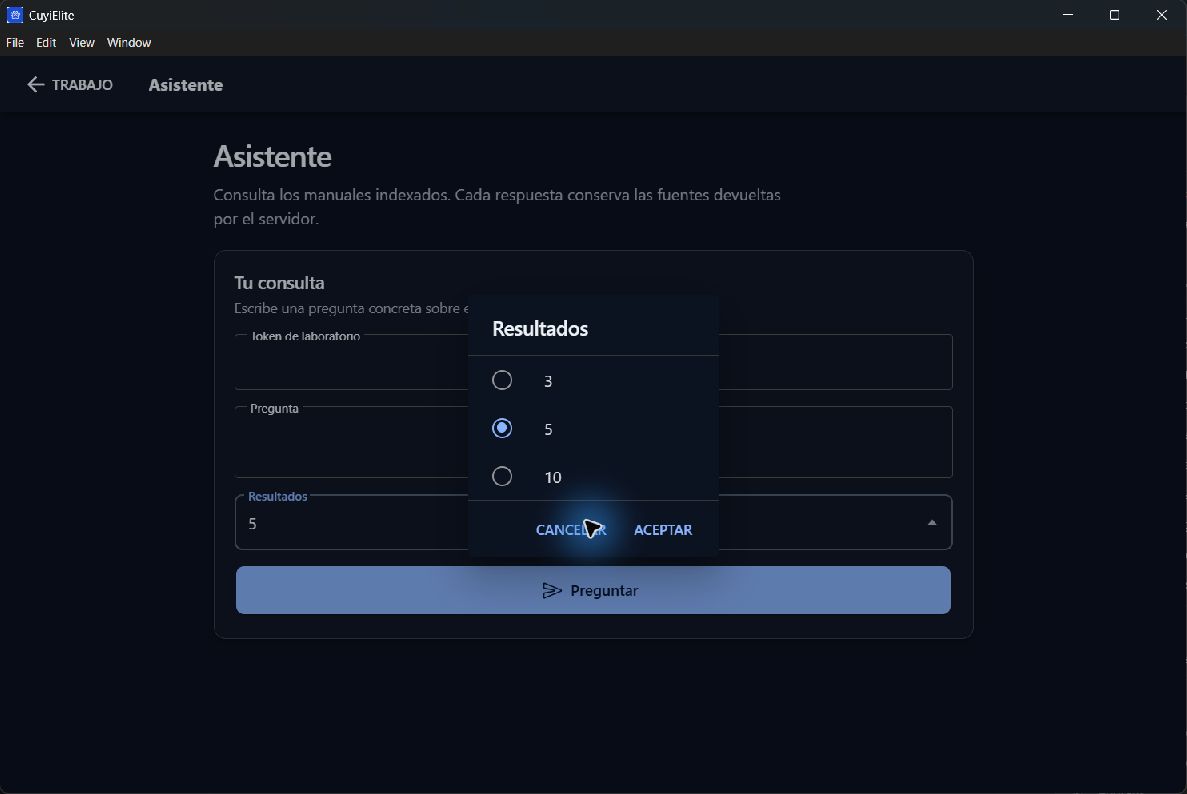 CuyiElite
File Edit View Window
TRABAJO Asistente
Asistente
Consulta los manuales indexados. Cada respuesta conserva las fuentes devueltas
por el servidor.
Tu consulta
Escribe una pregunta concreta sobre
Token de laboratorio
Pregunta
Resultados
5
Preguntar
Resultados
3
5
10
CANCELAR ACEPTAR